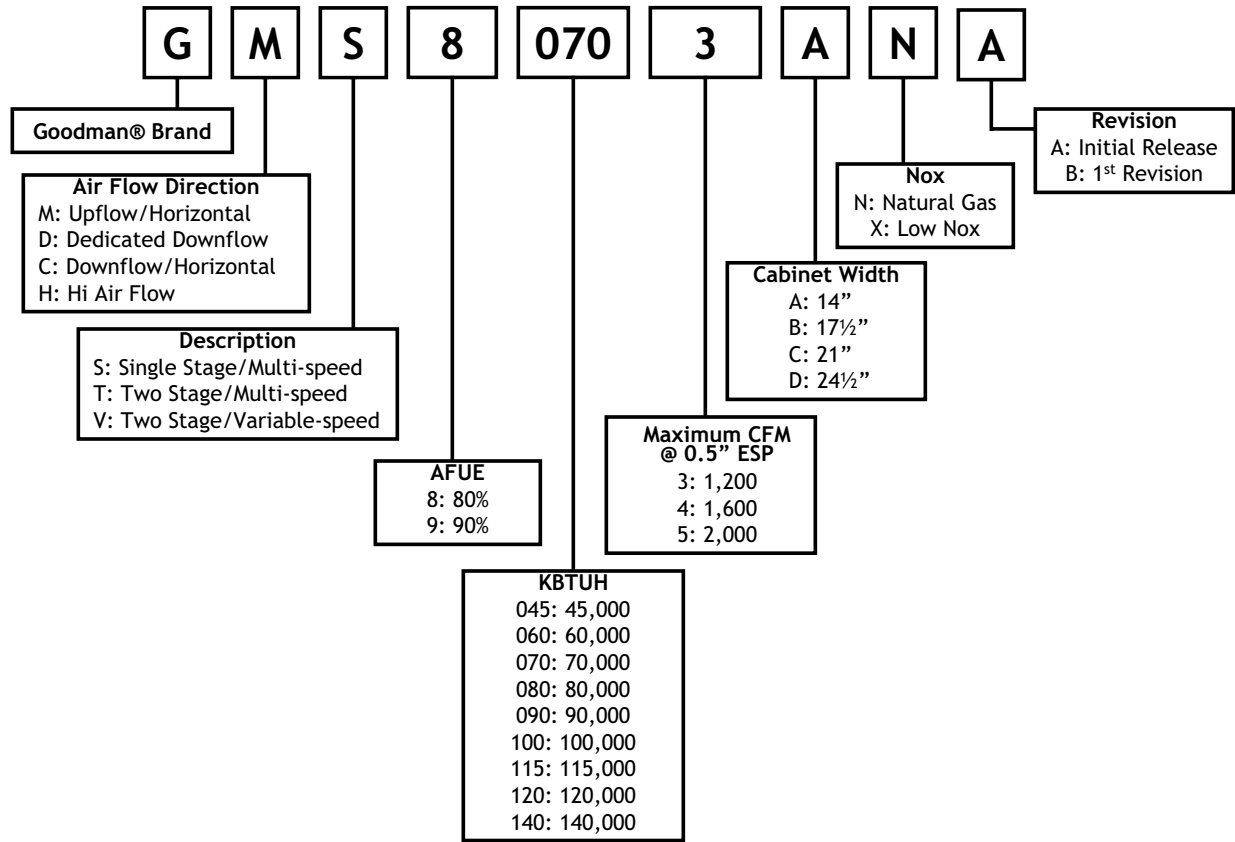 G M S 8 070 3 A N A
Goodman® Brand
Air Flow Direction
M: Upflow/Horizontal
D: Dedicated Downflow
C: Downflow/Horizontal
H: Hi Air Flow
Description
S: Single Stage/Multi-speed
T: Two Stage/Multi-speed
V: Two Stage/Variable-speed
AFUE
8: 80%
9: 90%
KBTUH
045: 45,000
060: 60,000
070: 70,000
080: 80,000
090: 90,000
100: 100,000
115: 115,000
120: 120,000
140: 140,000
Maximum CFM
@ 0.5” ESP
3: 1,200
4: 1,600
5: 2,000
Cabinet Width
A: 14”
B: 17½”
C: 21”
D: 24½”
Nox
N: Natural Gas
X: Low Nox
Revision
A: Initial Release
B: 1st Revision